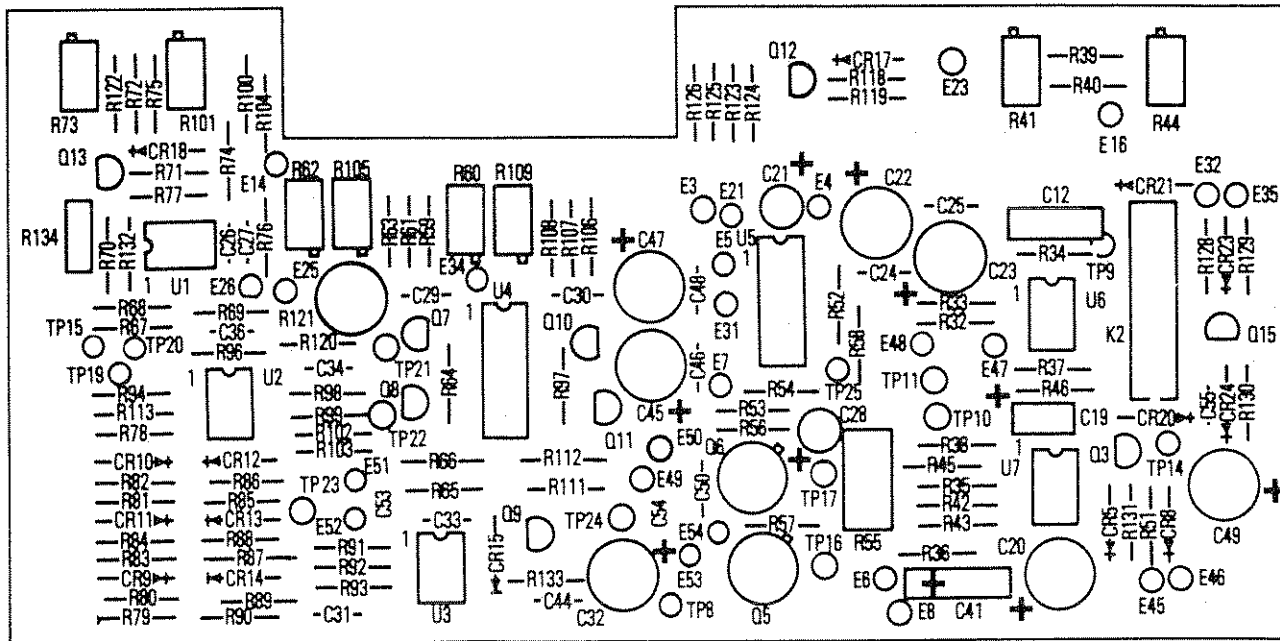 R73
R122
R72
R75
R101
R100
R104
R126
R125
R123
R124
Q12
CR17
R118
R119
E23
R41
R39
R40
E16
R44
Q13
CR18
R71
R77
R74
E14
R62
R105
R60
R109
E3
E21
C21
E4
C22
C25
C12
CR21
E32
E35
R134
R70
R132
1
U1
C26
C27
R76
E26
E25
R63
R61
R59
E34
R108
R107
R106
C47
E5
U5
1
C24
C23
R34
TP9
R128
CR23
R129
R68
R67
TP15
TP20
TP19
R69
C36
R96
R121
R120
C34
C29
Q7
TP21
1
U4
C30
Q10
C48
E31
R52
R58
R33
R32
1
U6
K2
Q15
E48
E47
R94
R113
R78
1
U2
R98
R99
R102
R103
Q8
TP22
R64
R97
Q11
C46
C45
E7
R54
R53
R56
TP25
C28
TP11
TP10
R37
R46
C19
CR20
C55
CR24
R130
CR10
R82
R81
CR11
R84
R83
CR9
R80
R79
CR12
R86
R85
CR13
R88
R87
CR14
R89
R90
TP23
E51
E52
C53
R91
R92
R93
C31
R66
R65
C33
1
U3
CR15
Q9
R112
R111
R133
C44
TP24
C32
E50
E49
C54
E54
E53
TP8
Q6
C50
R57
Q5
TP17
TP16
R55
R38
R45
R35
R42
R43
R36
E6
E8
C41
1
U7
C20
Q3
TP14
CR5
R131
R51
CR8
E45
E46
C49